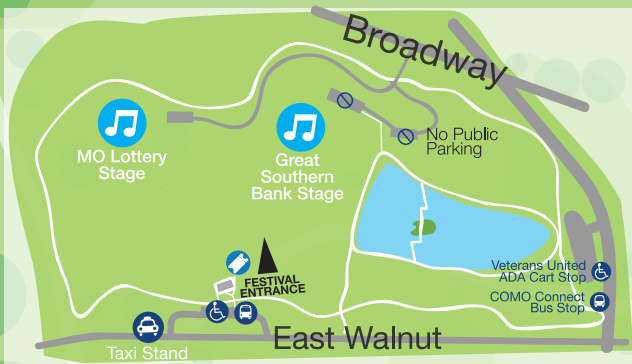 Broadway
MO Lottery
Stage
Great
Southern
Bank Stage
No Public
Parking
FESTIVAL
ENTRANCE
Veterans United
ADA Cart Stop
COMO Connect
Bus Stop
East Walnut
Taxi Stand